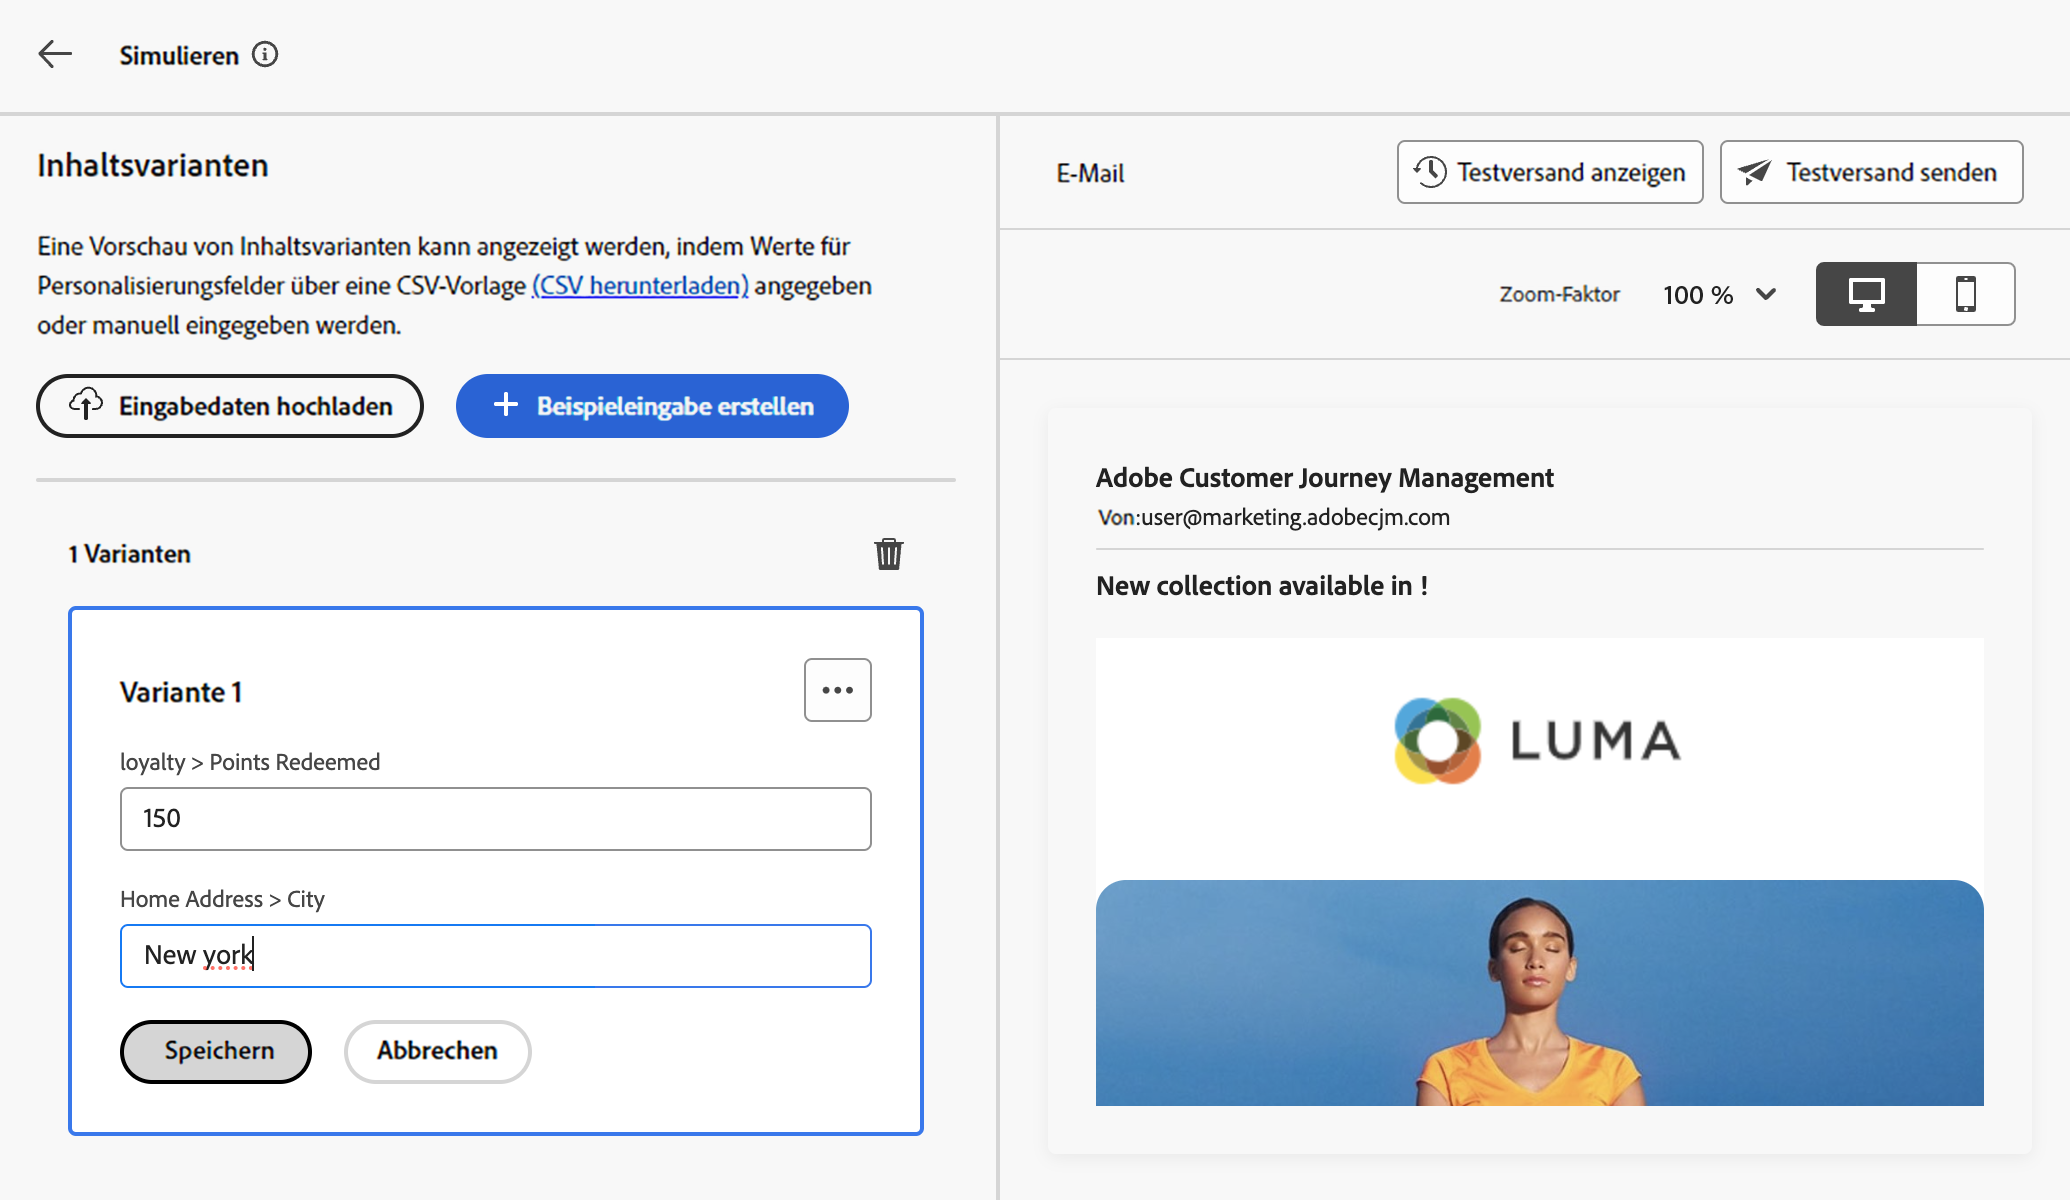 Simulieren
Inhaltsvarianten
Eine Vorschau von Inhaltsvarianten kann angezeigt werden, indem Werte für
Personalisierungsfelder über eine CSV-Vorlage (CSV herunterladen) angegeben
oder manuell eingegeben werden.
Eingabedaten hochladen
Beispieleingabe erstellen
1 Varianten
Variante 1
loyalty > Points Redeemed
150
Home Address > City
New york
Speichern
Abbrechen
E-Mail
Testversand anzeigen
Testversand senden
Zoom-Faktor
100 %
Adobe Customer Journey Management
Von:user@marketing.adobecjm.com
New collection available in !
LUMA